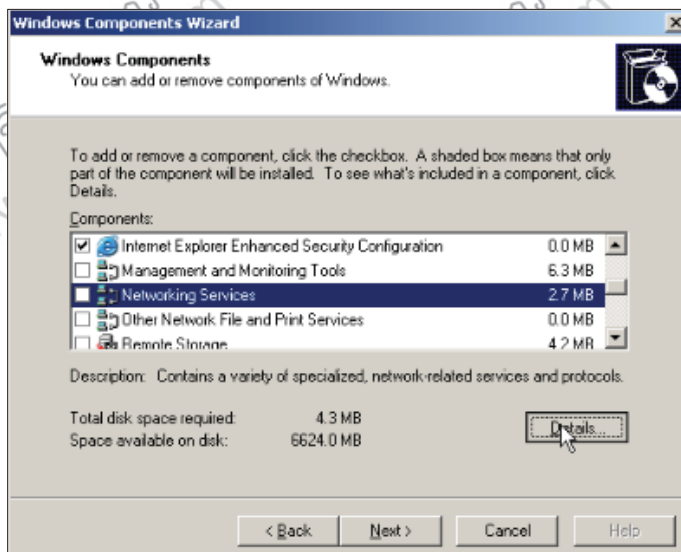 Windows Components Wizard
Windows Components
You can add or remove components of Windows.
To add or remove a component, click the checkbox. A shaded box means that only
part of the component will be installed. To see what's included in a component, click
Details.
Components:
Internet Explorer Enhanced Security Configuration 0.0 MB
Management and Monitoring Tools 6.3 MB
Networking Services 2.7 MB
Other Network File and Print Services 0.0 MB
Remote Storage 4.2 MB
Description: Contains a variety of specialized, network-related services and protocols.
Total disk space required: 4.3 MB
Space available on disk: 6624.0 MB
Details...
< Back Next > Cancel Help